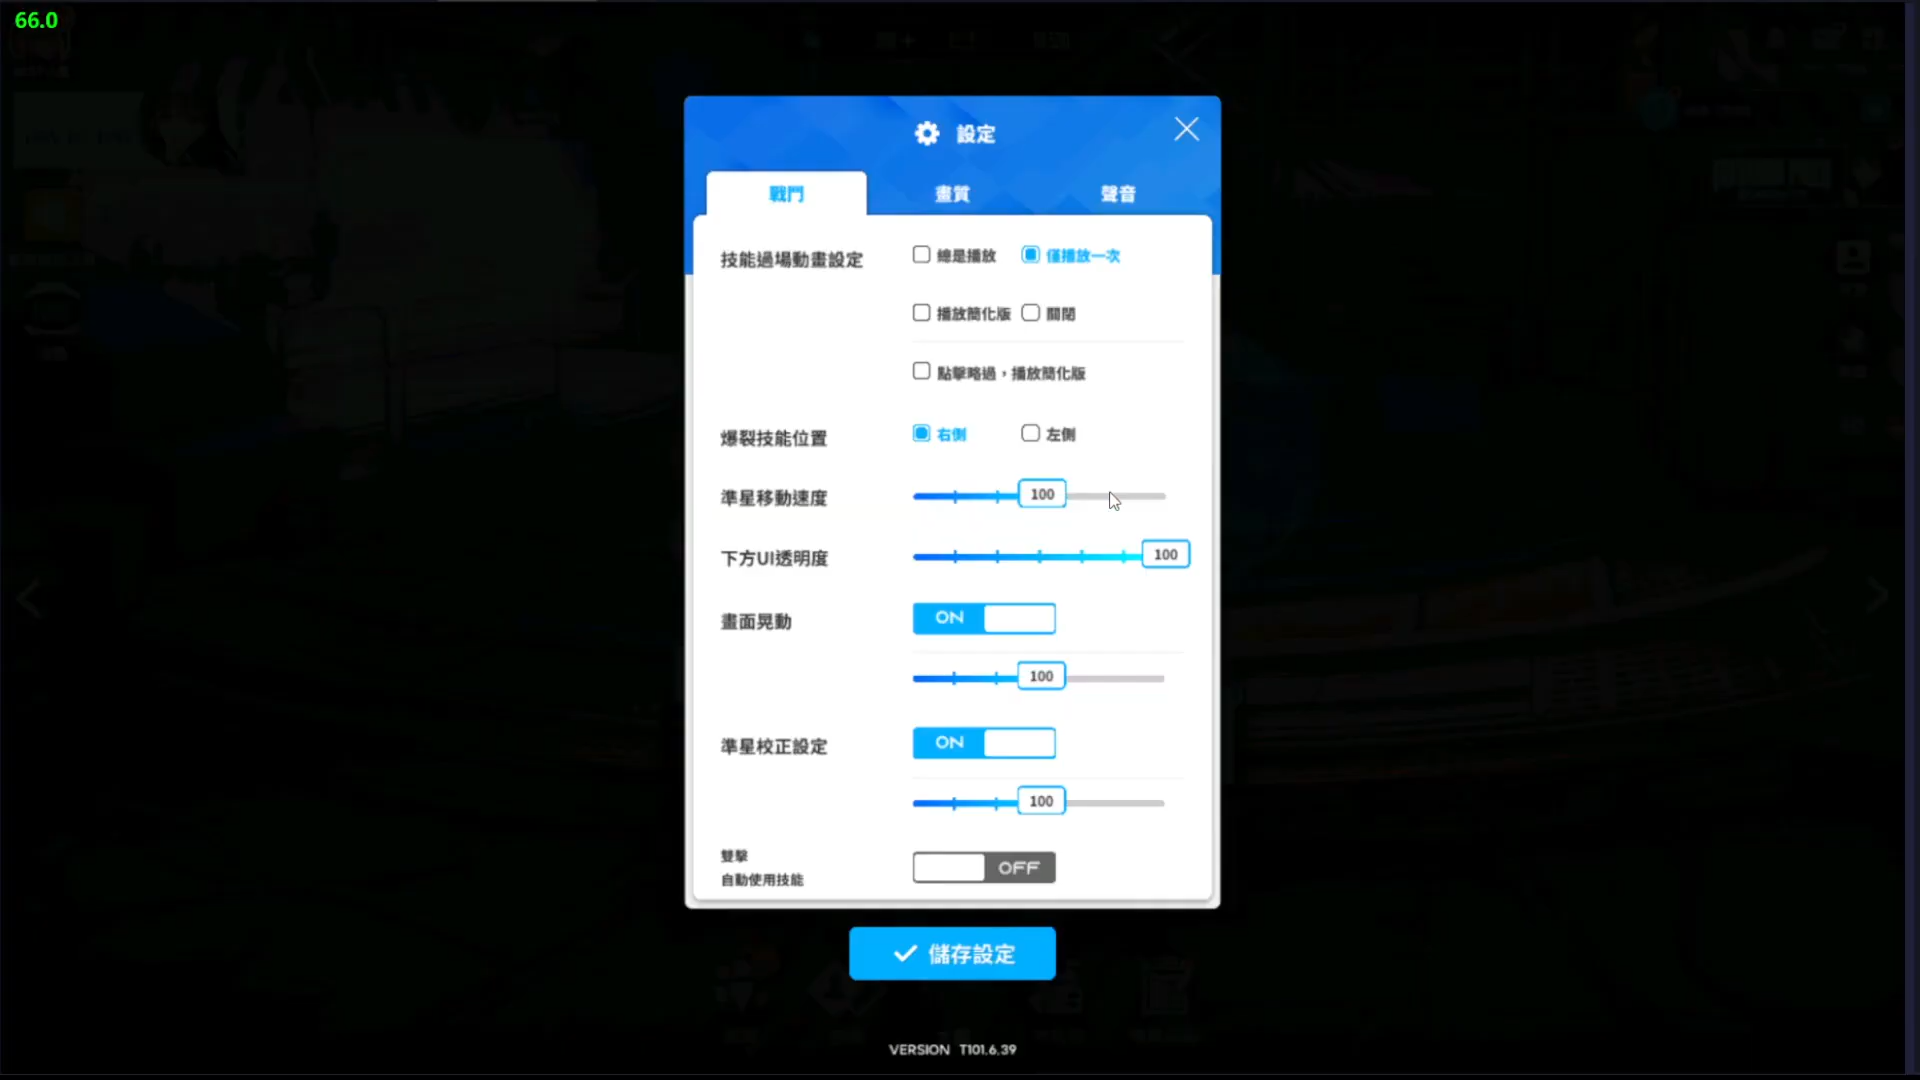 66.0
設定
戰鬥
畫質
聲音
技能過場動畫設定
總是播放
僅播放一次
播放簡化版
關閉
點擊略過，播放簡化版
爆裂技能位置
右側
左側
準星移動速度
100
下方UI透明度
100
畫面晃動
ON
100
準星校正設定
ON
100
雙擊
自動使用技能
OFF
儲存設定
VERSION T101.6.39